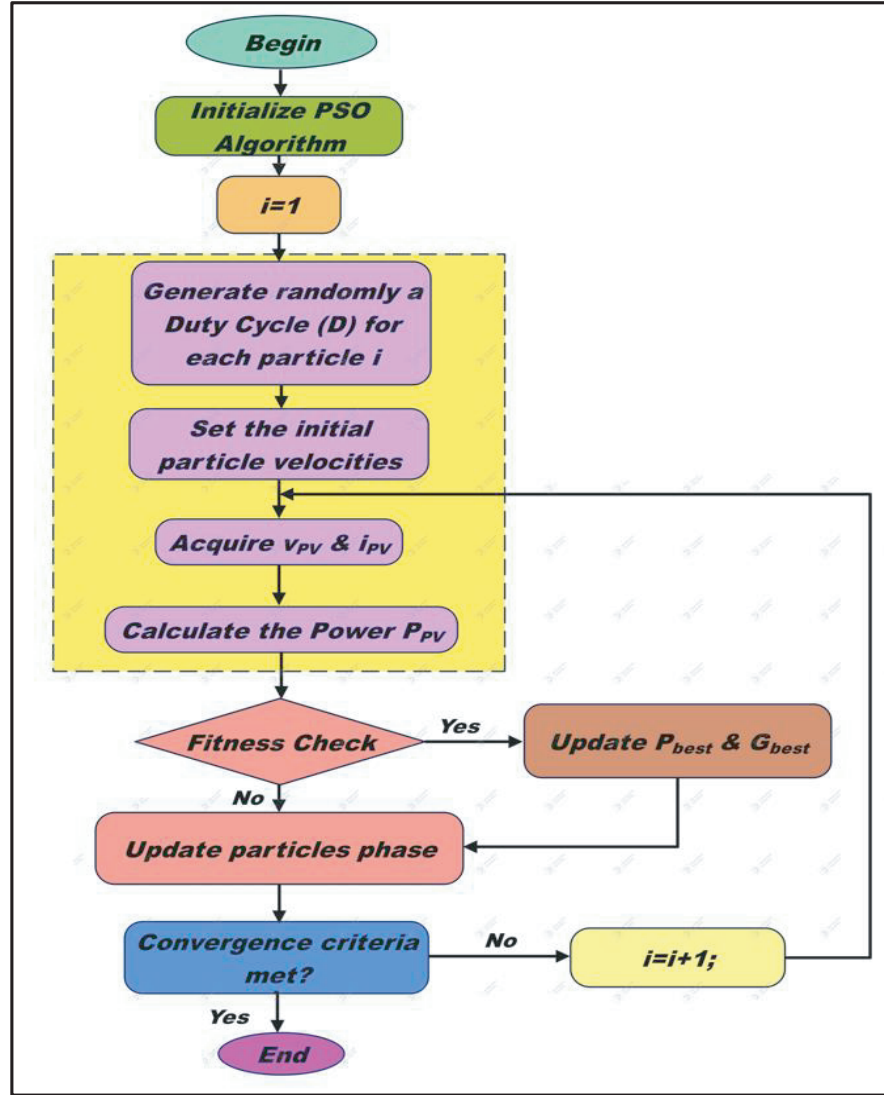 Begin
Initialize PSO
Algorithm
i=1
Generate randomly a
Duty Cycle (D) for
each particle i
Set the initial
particle velocities
Acquire vPV & iPV
Calculate the Power PPV
Fitness Check
Yes
Update Pbest & Gbest
No
Update particles phase
Convergence criteria
met?
No
i=i+1;
Yes
End